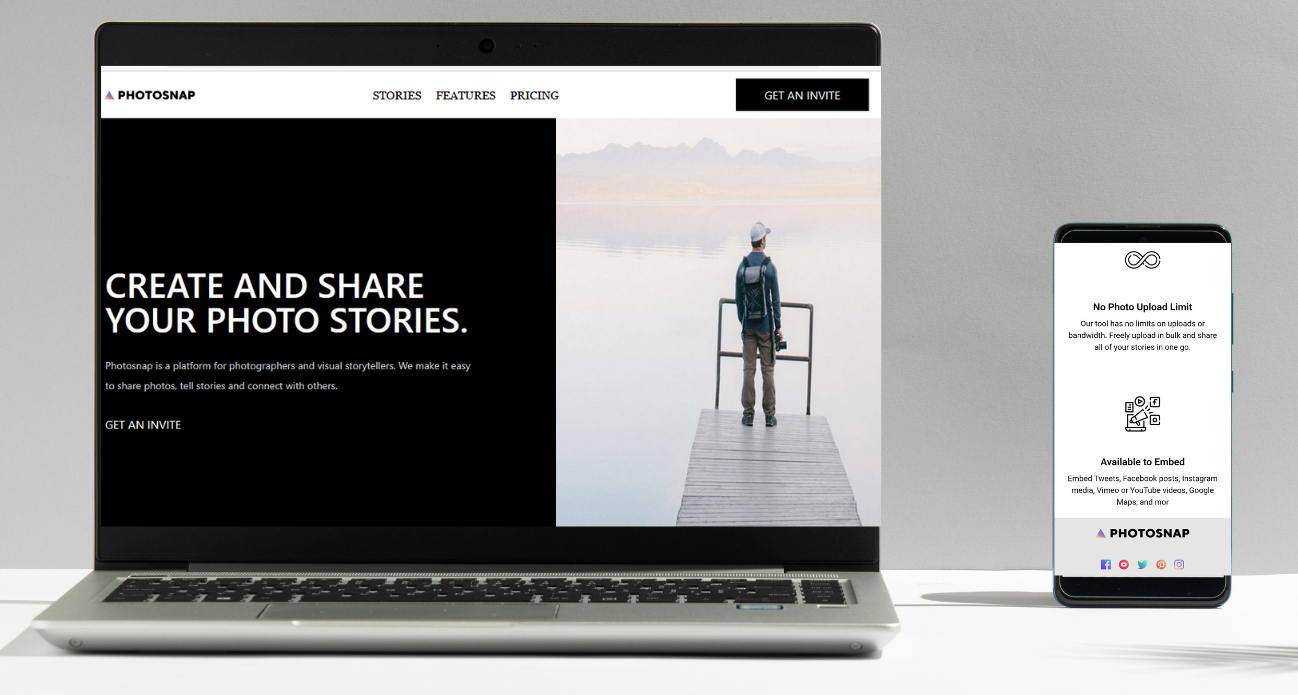 PHOTOSNAP
STORIES FEATURES PRICING
GET AN INVITE
CREATE AND SHARE
YOUR PHOTO STORIES.
Photosnap is a platform for photographers and visual storytellers. We make it easy
to share photos, tell stories and connect with others.
GET AN INVITE
No Photo Upload Limit
Our tool has no limits on uploads or
bandwidth. Freely upload in bulk and share
all of your stories in one go.
Available to Embed
Embed Tweets, Facebook posts, Instagram
media, Vimeo or YouTube videos, Google
Maps, and mor
PHOTOSNAP